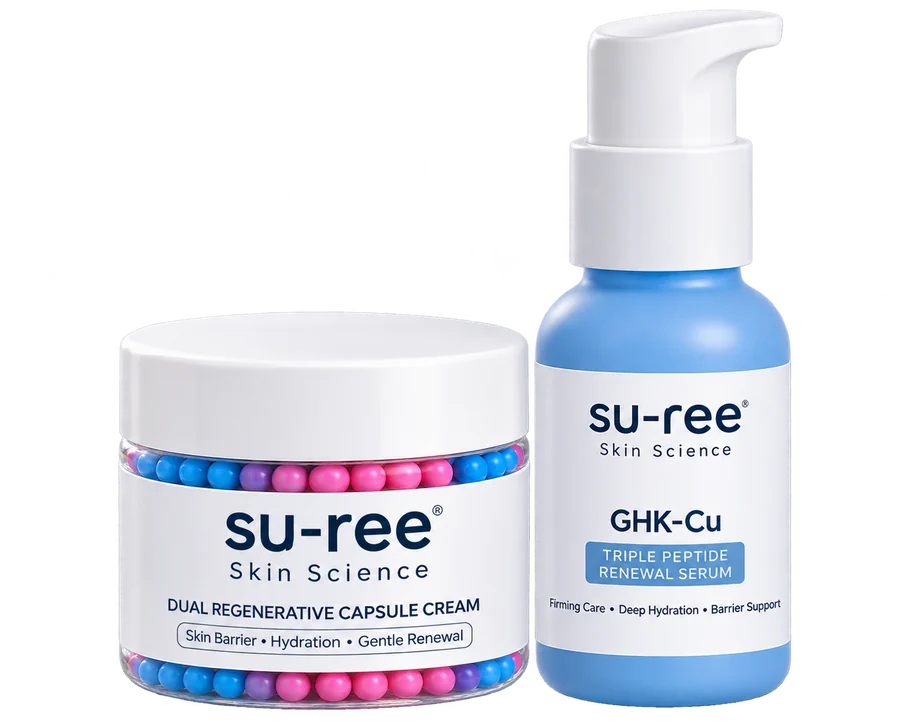 su-ree®
Skin Science
DUAL REGENERATIVE CAPSULE CREAM
Skin Barrier • Hydration • Gentle Renewal
su-ree®
Skin Science
GHK-Cu
TRIPLE PEPTIDE
RENEWAL SERUM
Firming Care • Deep Hydration • Barrier Support